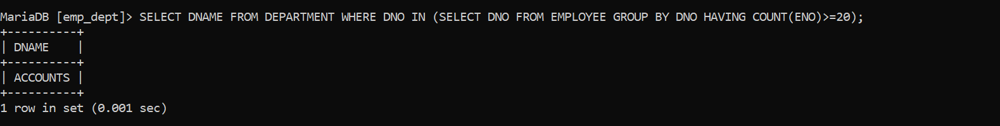 MariaDB [emp_dept]> SELECT DNAME FROM DEPARTMENT WHERE DNO IN (SELECT DNO FROM EMPLOYEE GROUP BY DNO HAVING COUNT(ENO)>=20);
+----------+
| DNAME    |
+----------+
| ACCOUNTS |
+----------+
1 row in set (0.001 sec)